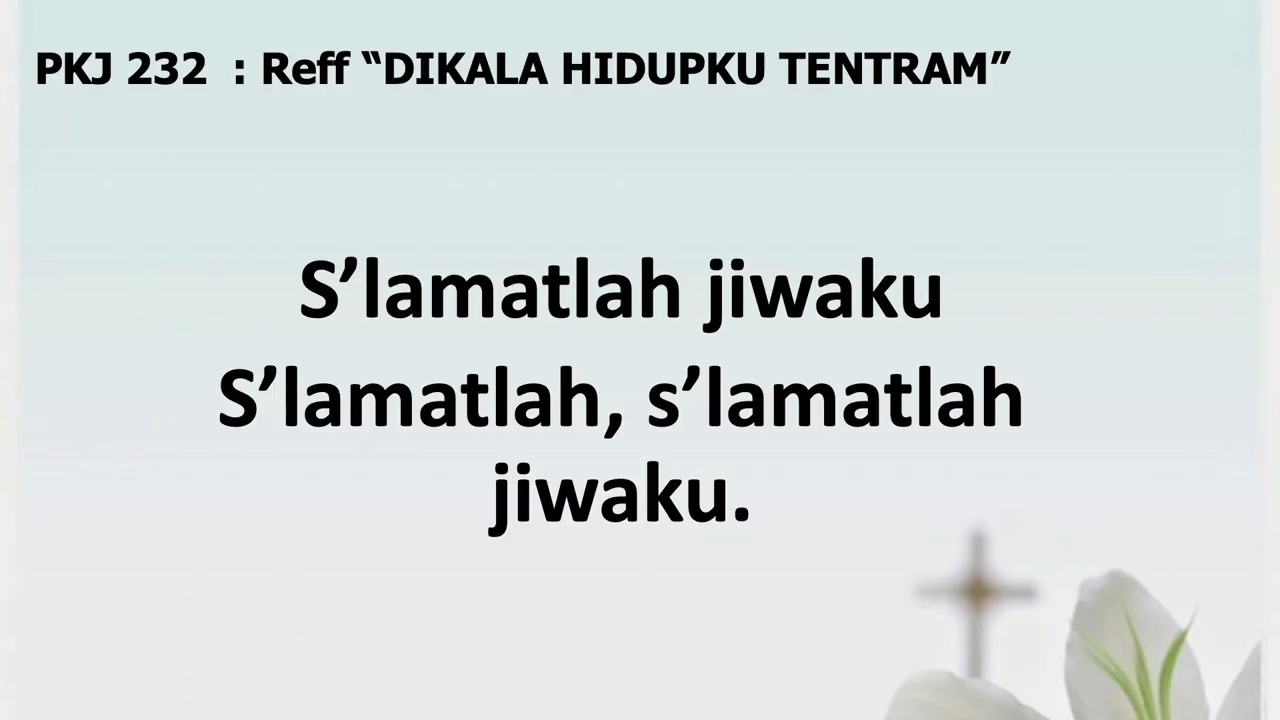 PKJ 232  : Reff “DIKALA HIDUPKU TENTRAM”
S’lamatlah jiwaku
S’lamatlah, s’lamatlah
jiwaku.